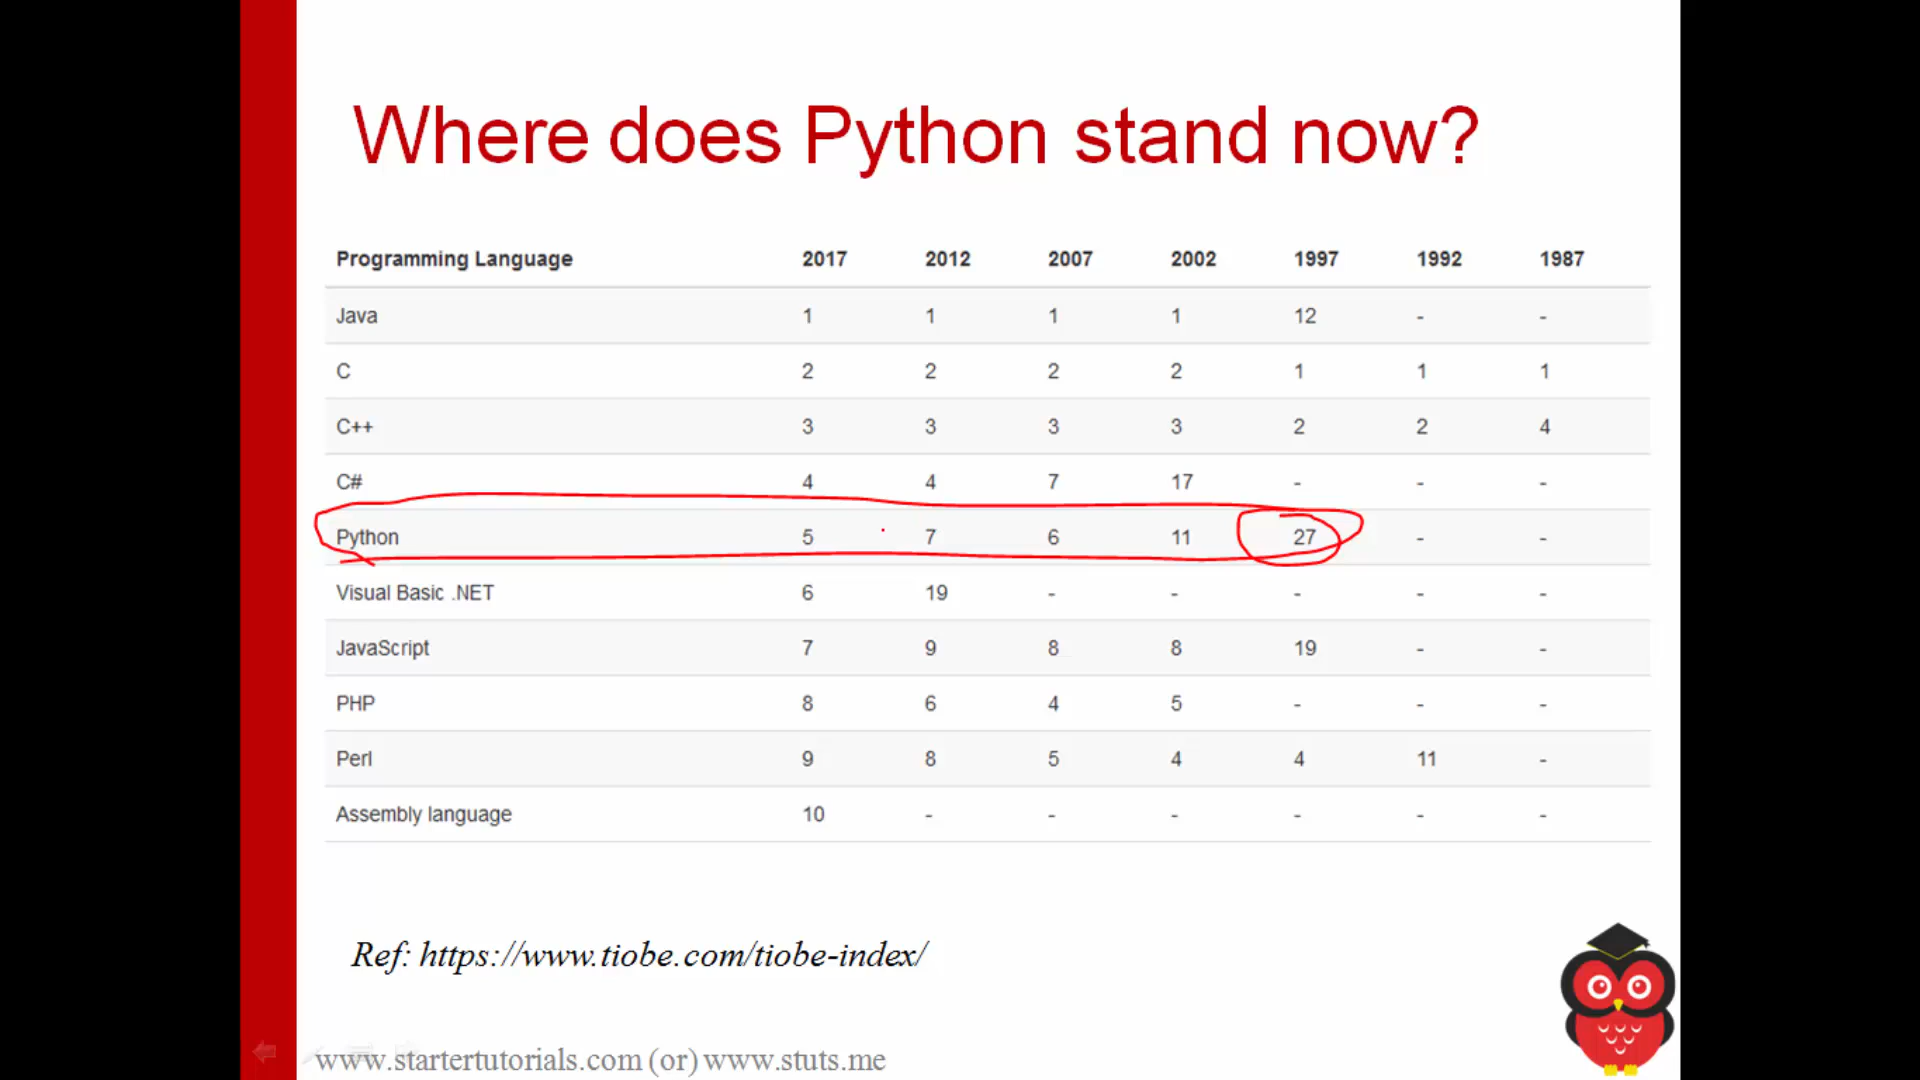 Where does Python stand now?
Programming Language 2017 2012 2007 2002 1997 1992 1987
Java 1 1 1 1 12 - -
C 2 2 2 2 1 1 1
C++ 3 3 3 3 2 2 4
C# 4 4 7 17 - - -
Python 5 7 6 11 27 - -
Visual Basic .NET 6 19 - - - - -
JavaScript 7 9 8 8 19 - -
PHP 8 6 4 5 - - -
Perl 9 8 5 4 4 11 -
Assembly language 10 - - - - - -
Ref: https://www.tiobe.com/tiobe-index/
www.startertutorials.com (or) www.stuts.me